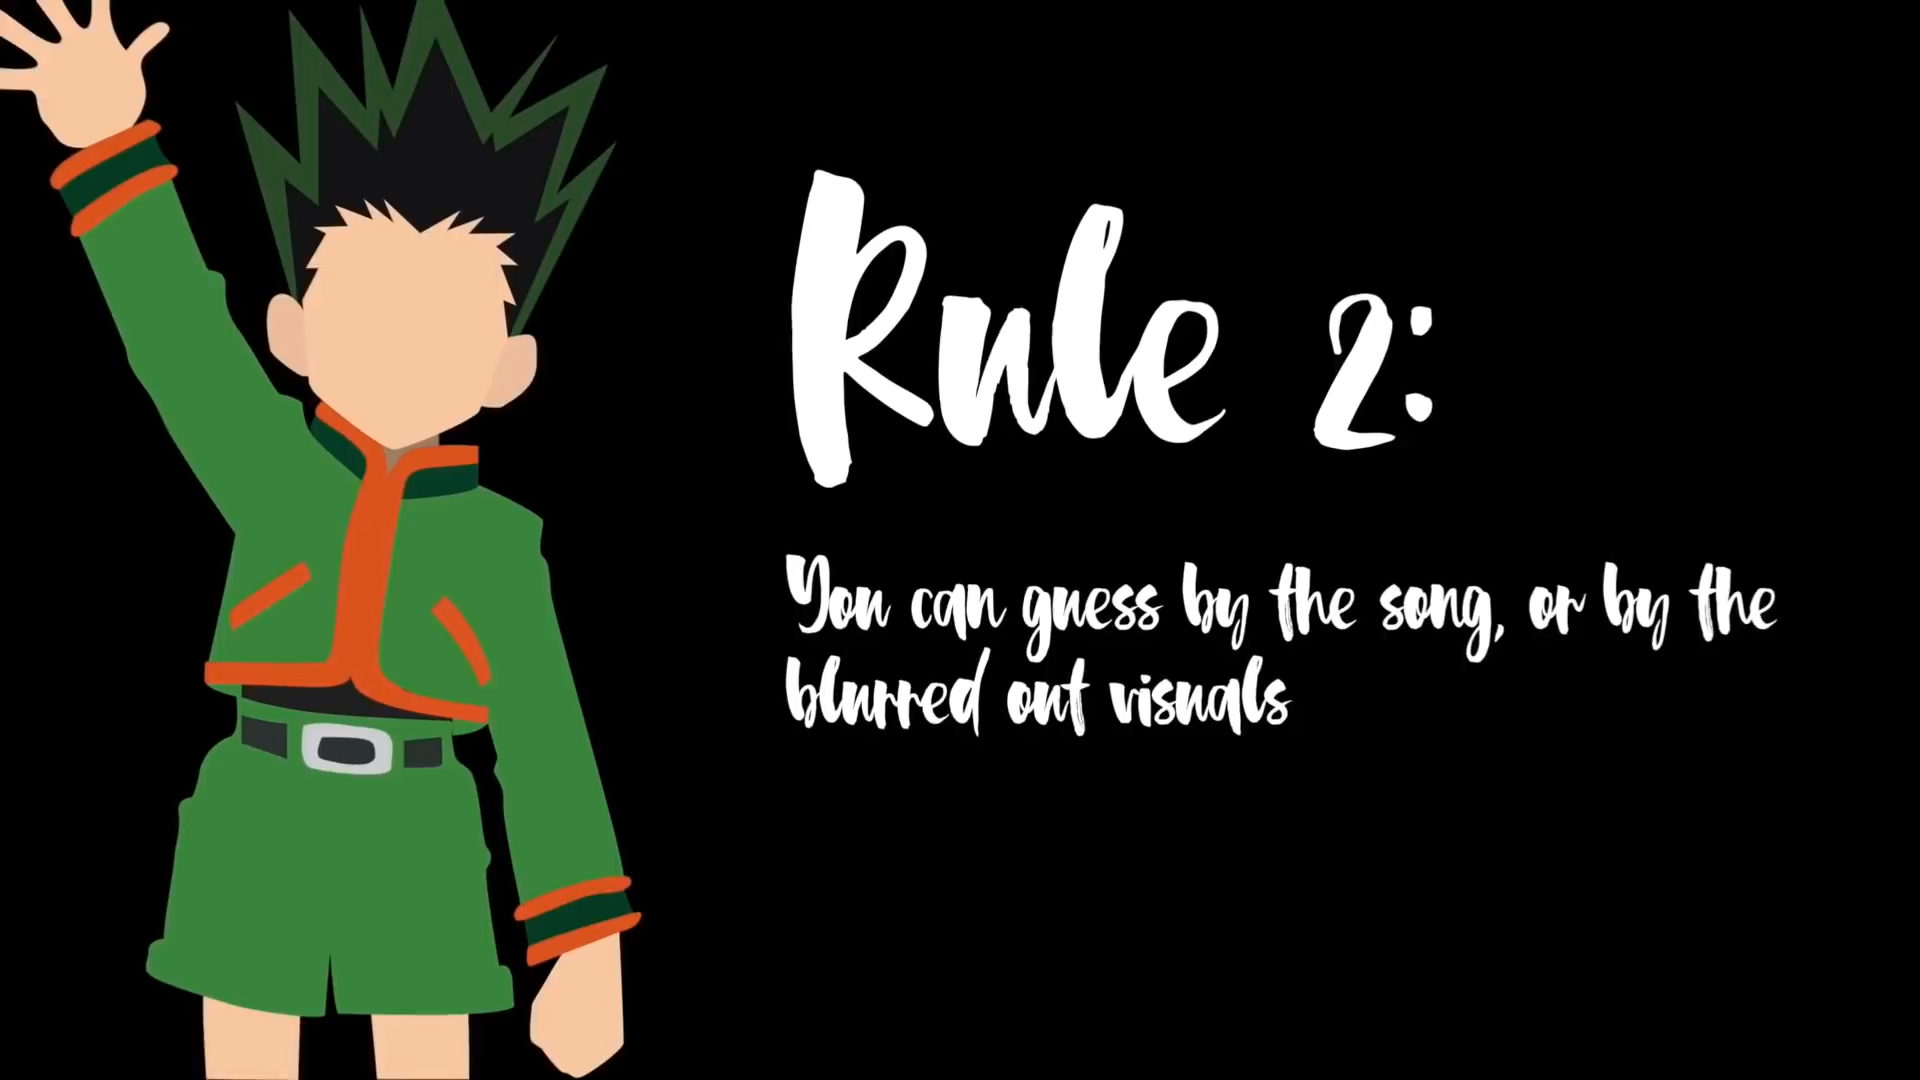 Rule 2:
You can guess by the song, or by the
blurred out visuals